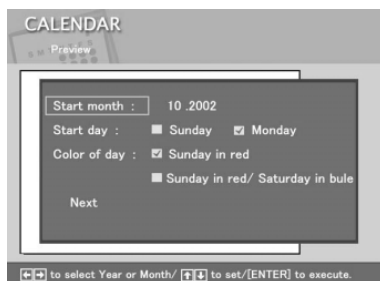 CALENDAR
Preview
Start month : 10 .2002
Start day : Sunday Monday
Color of day : Sunday in red
Sunday in red/ Saturday in bule
Next
to select Year or Month/ to set/[ENTER] to execute.